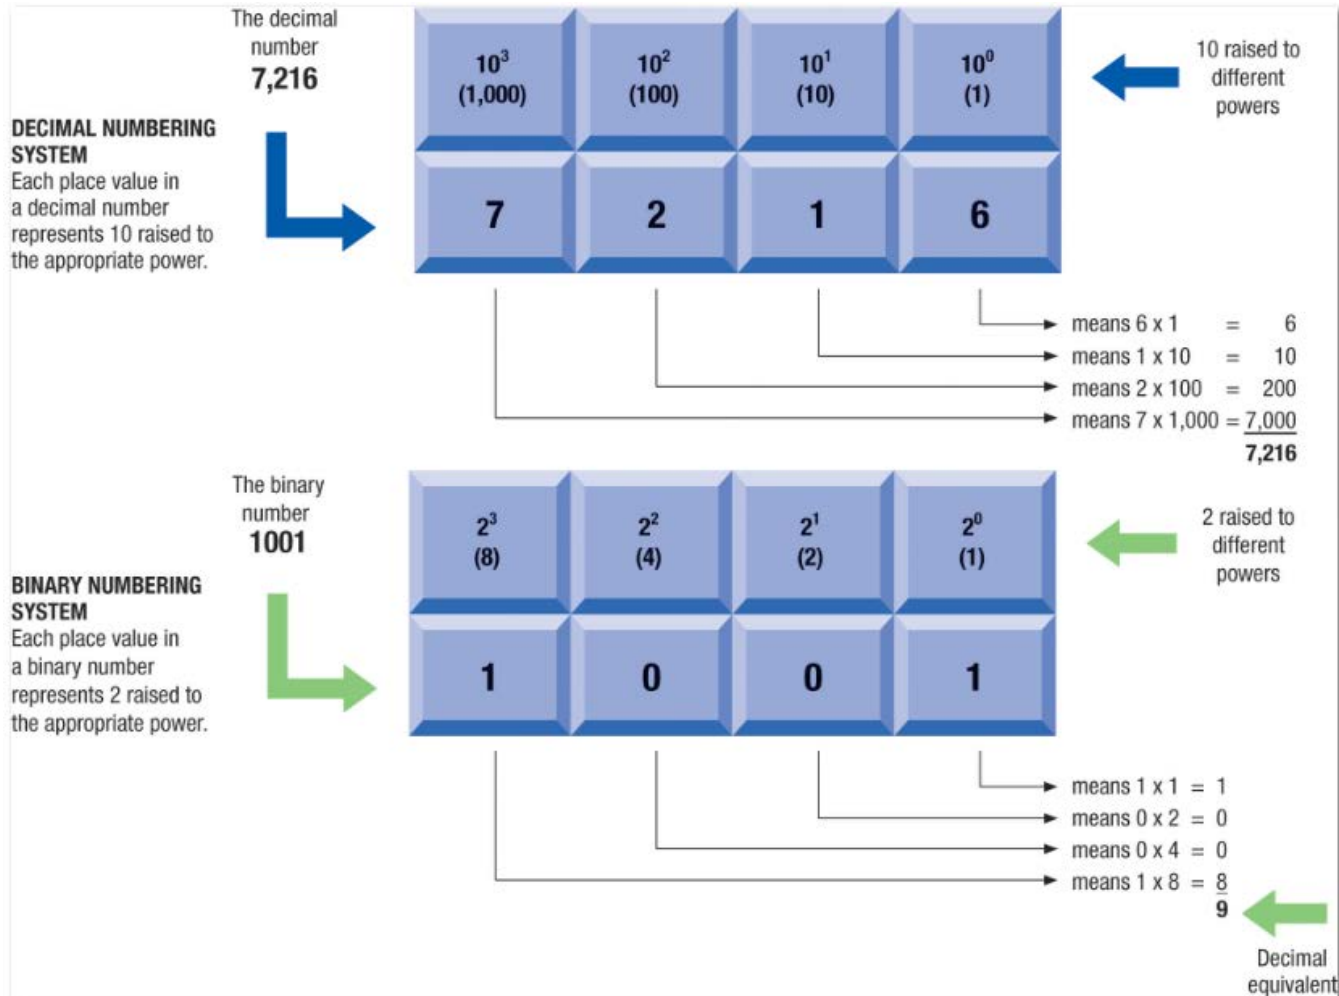 The decimal
number
7,216
10³ 10² 10¹ 10⁰
(1,000) (100) (10) (1)
10 raised to
different
powers
DECIMAL NUMBERING
SYSTEM
Each place value in
a decimal number
represents 10 raised to
the appropriate power.
7 2 1 6
means 6 x 1 = 6
means 1 x 10 = 10
means 2 x 100 = 200
means 7 x 1,000 = 7,000
7,216
The binary
number
1001
2³ 2² 2¹ 2⁰
(8) (4) (2) (1)
2 raised to
different
powers
BINARY NUMBERING
SYSTEM
Each place value in
a binary number
represents 2 raised to
the appropriate power.
1 0 0 1
means 1 x 1 = 1
means 0 x 2 = 0
means 0 x 4 = 0
means 1 x 8 = 8
9
Decimal
equivalent